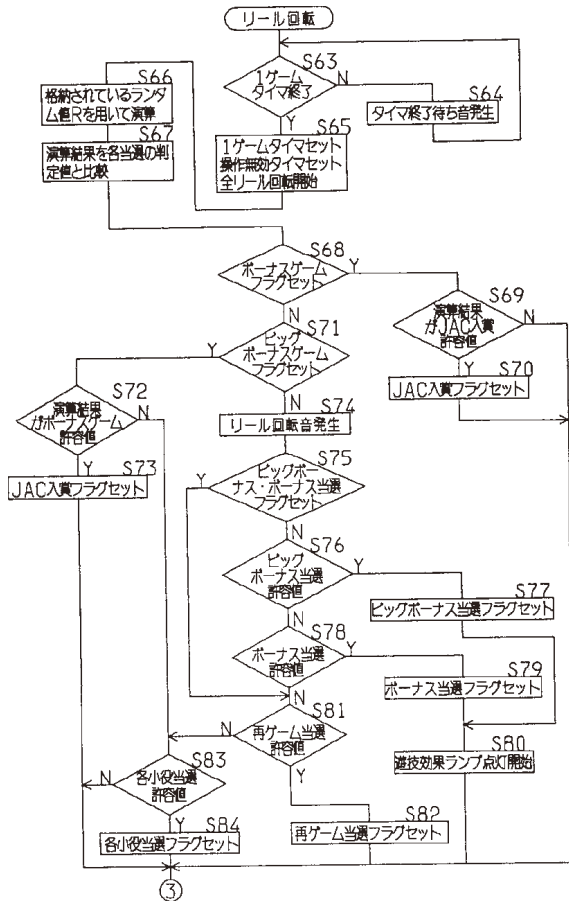 リール回転
S63
1ゲーム
タイマ終了
N
Y
S64
タイマ終了待ち音発生
S65
1ゲームタイマセット
操作無効タイマセット
全リール回転開始
S66
格納されているランダ
ム値Rを用いて演算
S67
演算結果を各当選の判
定値と比較
S68
ボーナスゲーム
フラグセット
Y
N
S69
演算結果
がJAC入賞
許容値
N
Y
S70
JAC入賞フラグセット
S71
ビッグ
ボーナスゲーム
フラグセット
Y
N
S72
演算結果
がボーナスゲーム
許容値
N
Y
S73
JAC入賞フラグセット
S74
リール回転音発生
S75
ビッグボー
ナス・ボーナス当選
フラグセット
Y
N
S76
ビッグ
ボーナス当選
許容値
Y
N
S77
ビッグボーナス当選フラグセット
S78
ボーナス当選
許容値
Y
N
S79
ボーナス当選フラグセット
S80
遊技効果ランプ点灯開始
S81
再ゲーム当選
許容値
N
Y
S82
再ゲーム当選フラグセット
S83
各小役当選
許容値
N
Y
S84
各小役当選フラグセット
③